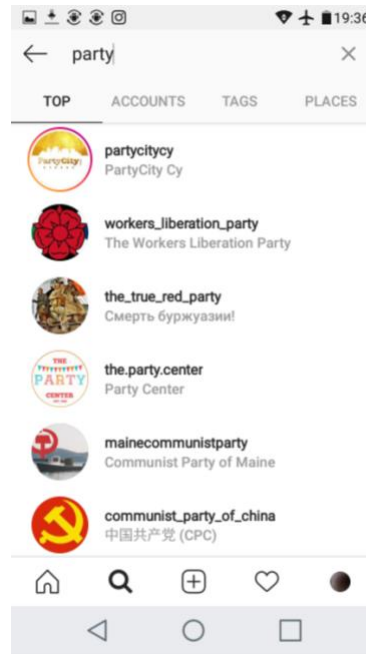 19:36
party
TOP ACCOUNTS TAGS PLACES
PartyCity
partycitycy
PartyCity Cy
workers_liberation_party
The Workers Liberation Party
the_true_red_party
Смерть буржуазии!
THE
PARTY
CENTER
the.party.center
Party Center
mainecommunistparty
Communist Party of Maine
communist_party_of_china
中国共产党 (CPC)